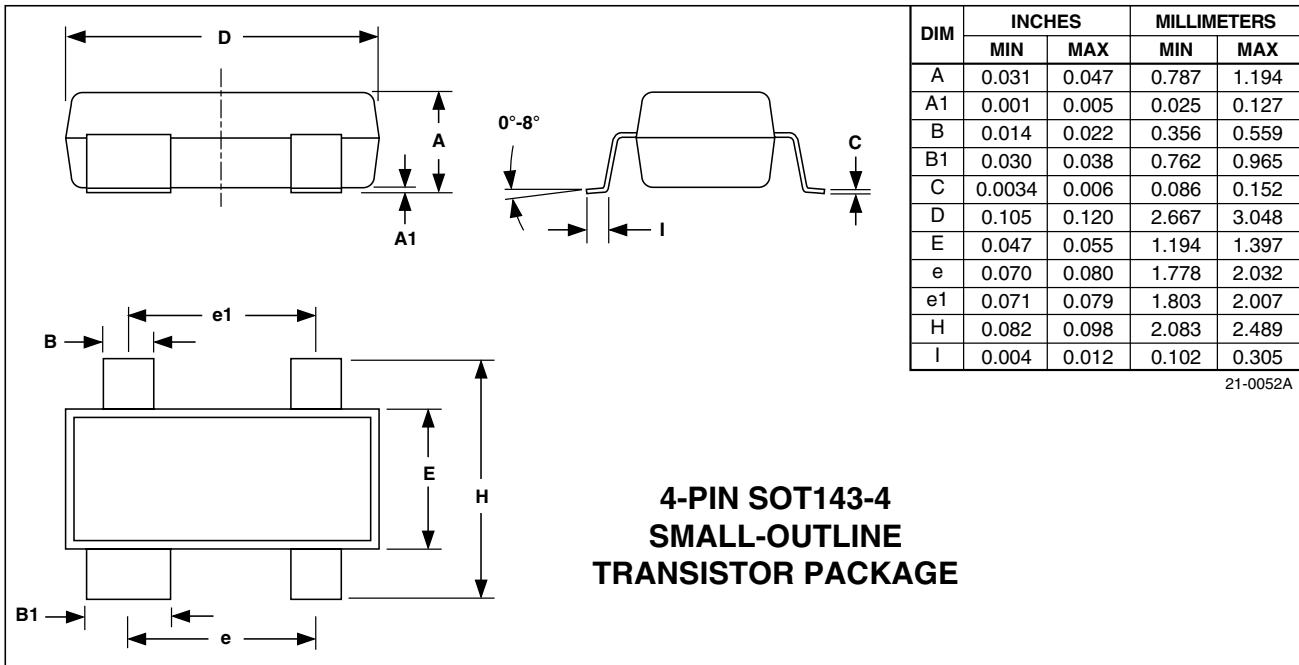 D
A
A1
0°-8°
C
I
DIM INCHES MILLIMETERS
MIN MAX MIN MAX
A 0.031 0.047 0.787 1.194
A1 0.001 0.005 0.025 0.127
B 0.014 0.022 0.356 0.559
B1 0.030 0.038 0.762 0.965
C 0.0034 0.006 0.086 0.152
D 0.105 0.120 2.667 3.048
E 0.047 0.055 1.194 1.397
e 0.070 0.080 1.778 2.032
e1 0.071 0.079 1.803 2.007
H 0.082 0.098 2.083 2.489
I 0.004 0.012 0.102 0.305
21-0052A
e1
B
E
H
B1
e
4-PIN SOT143-4
SMALL-OUTLINE
TRANSISTOR PACKAGE